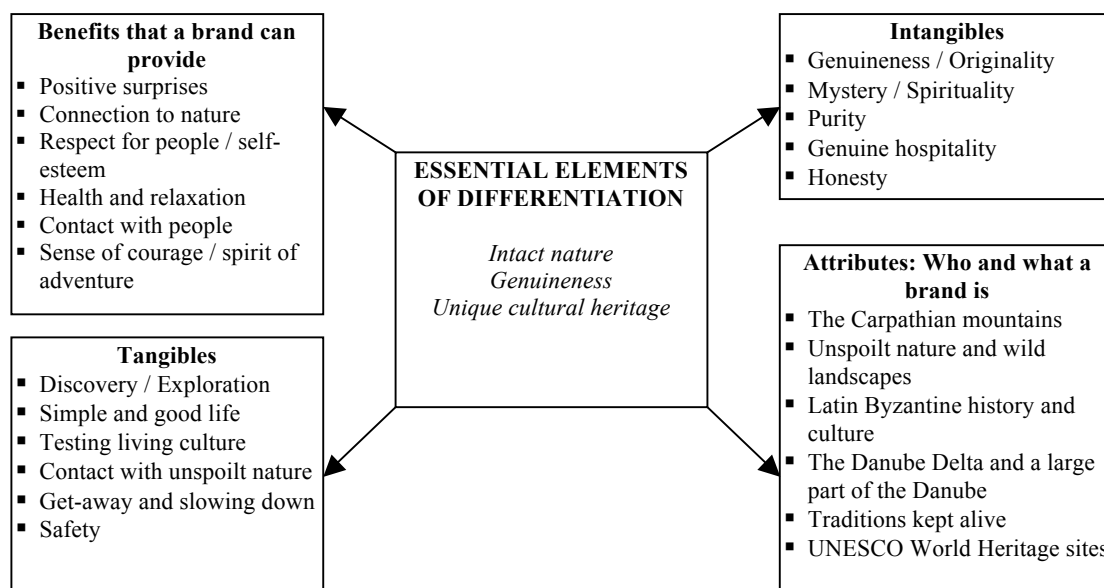 Benefits that a brand can
provide
▪ Positive surprises
▪ Connection to nature
▪ Respect for people / self-
esteem
▪ Health and relaxation
▪ Contact with people
▪ Sense of courage / spirit of
adventure
Intangibles
▪ Genuineness / Originality
▪ Mystery / Spirituality
▪ Purity
▪ Genuine hospitality
▪ Honesty
ESSENTIAL ELEMENTS
OF DIFFERENTIATION
Intact nature
Genuineness
Unique cultural heritage
Tangibles
▪ Discovery / Exploration
▪ Simple and good life
▪ Testing living culture
▪ Contact with unspoilt nature
▪ Get-away and slowing down
▪ Safety
Attributes: Who and what a
brand is
▪ The Carpathian mountains
▪ Unspoilt nature and wild
landscapes
▪ Latin Byzantine history and
culture
▪ The Danube Delta and a large
part of the Danube
▪ Traditions kept alive
▪ UNESCO World Heritage sites